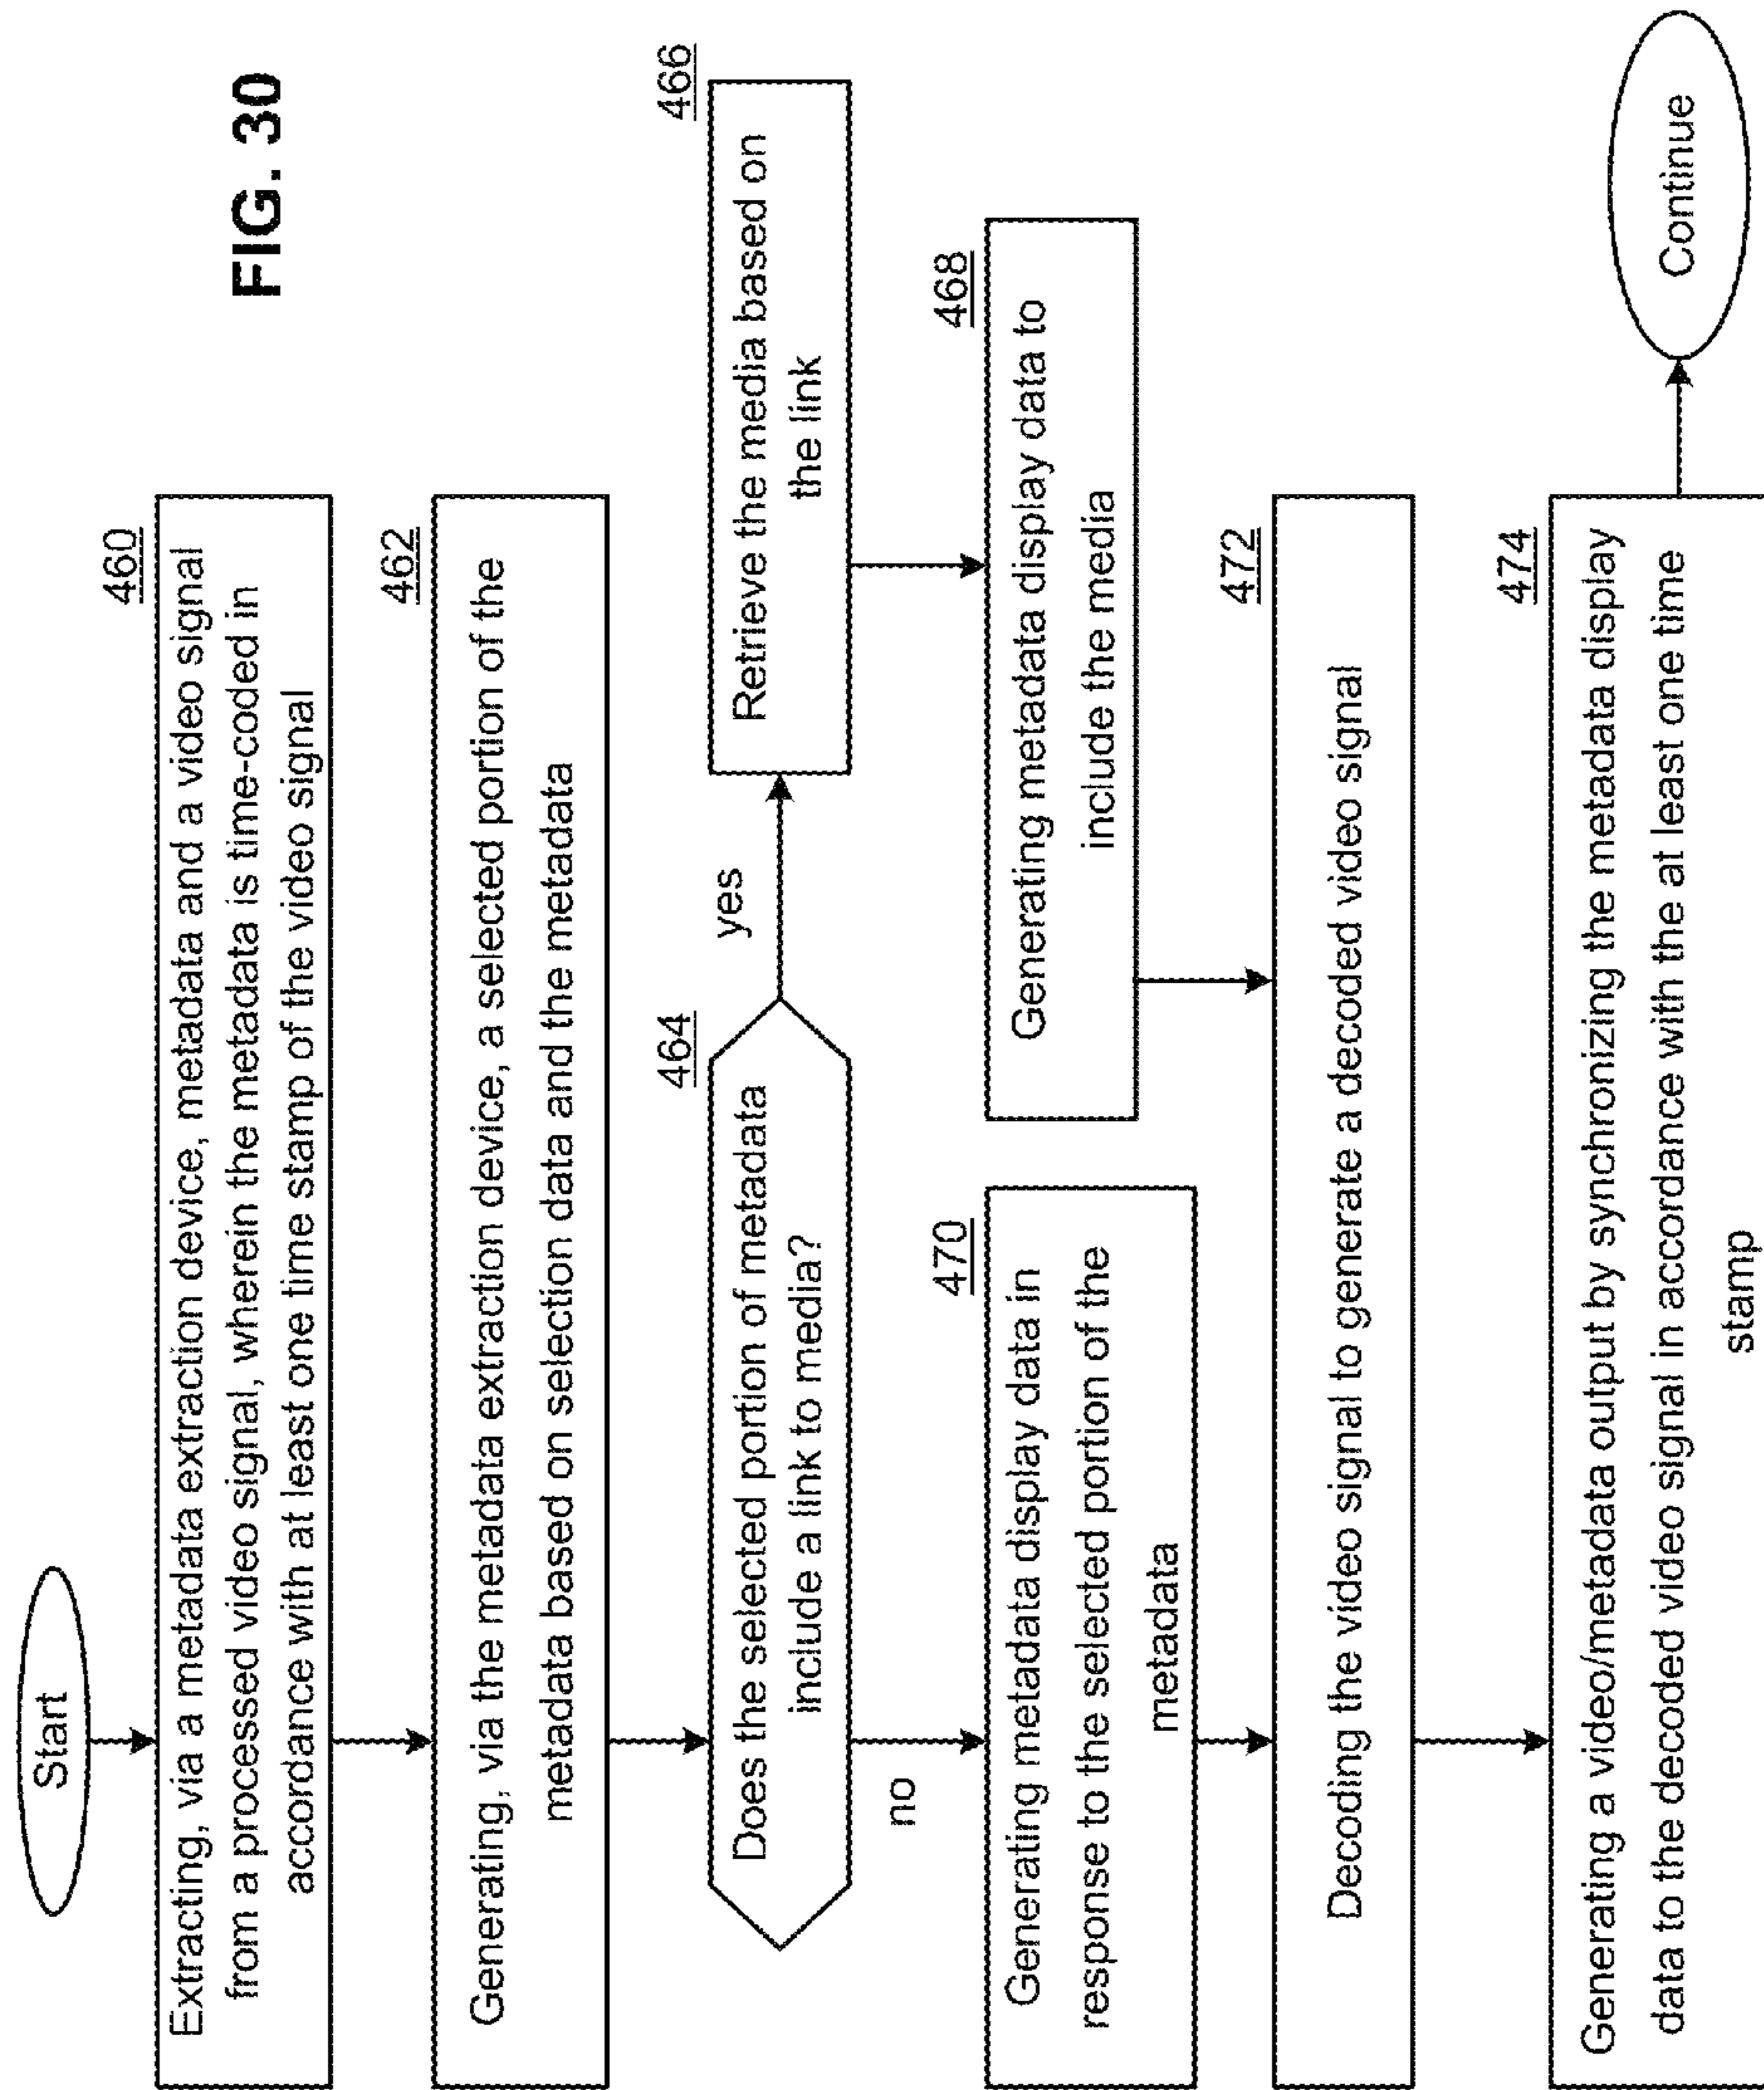 FIG. 30
Start
460
Extracting, via a metadata extraction device, metadata and a video signal
from a processed video signal, wherein the metadata is time-coded in
accordance with at least one time stamp of the video signal
462
Generating, via the metadata extraction device, a selected portion of the
metadata based on selection data and the metadata
464
Does the selected portion of metadata
include a link to media?
yes
466
Retrieve the media based on
the link
468
Generating metadata display data to
include the media
no
470
Generating metadata display data in
response to the selected portion of the
metadata
472
Decoding the video signal to generate a decoded video signal
474
Generating a video/metadata output by synchronizing the metadata display
data to the decoded video signal in accordance with the at least one time
stamp
Continue